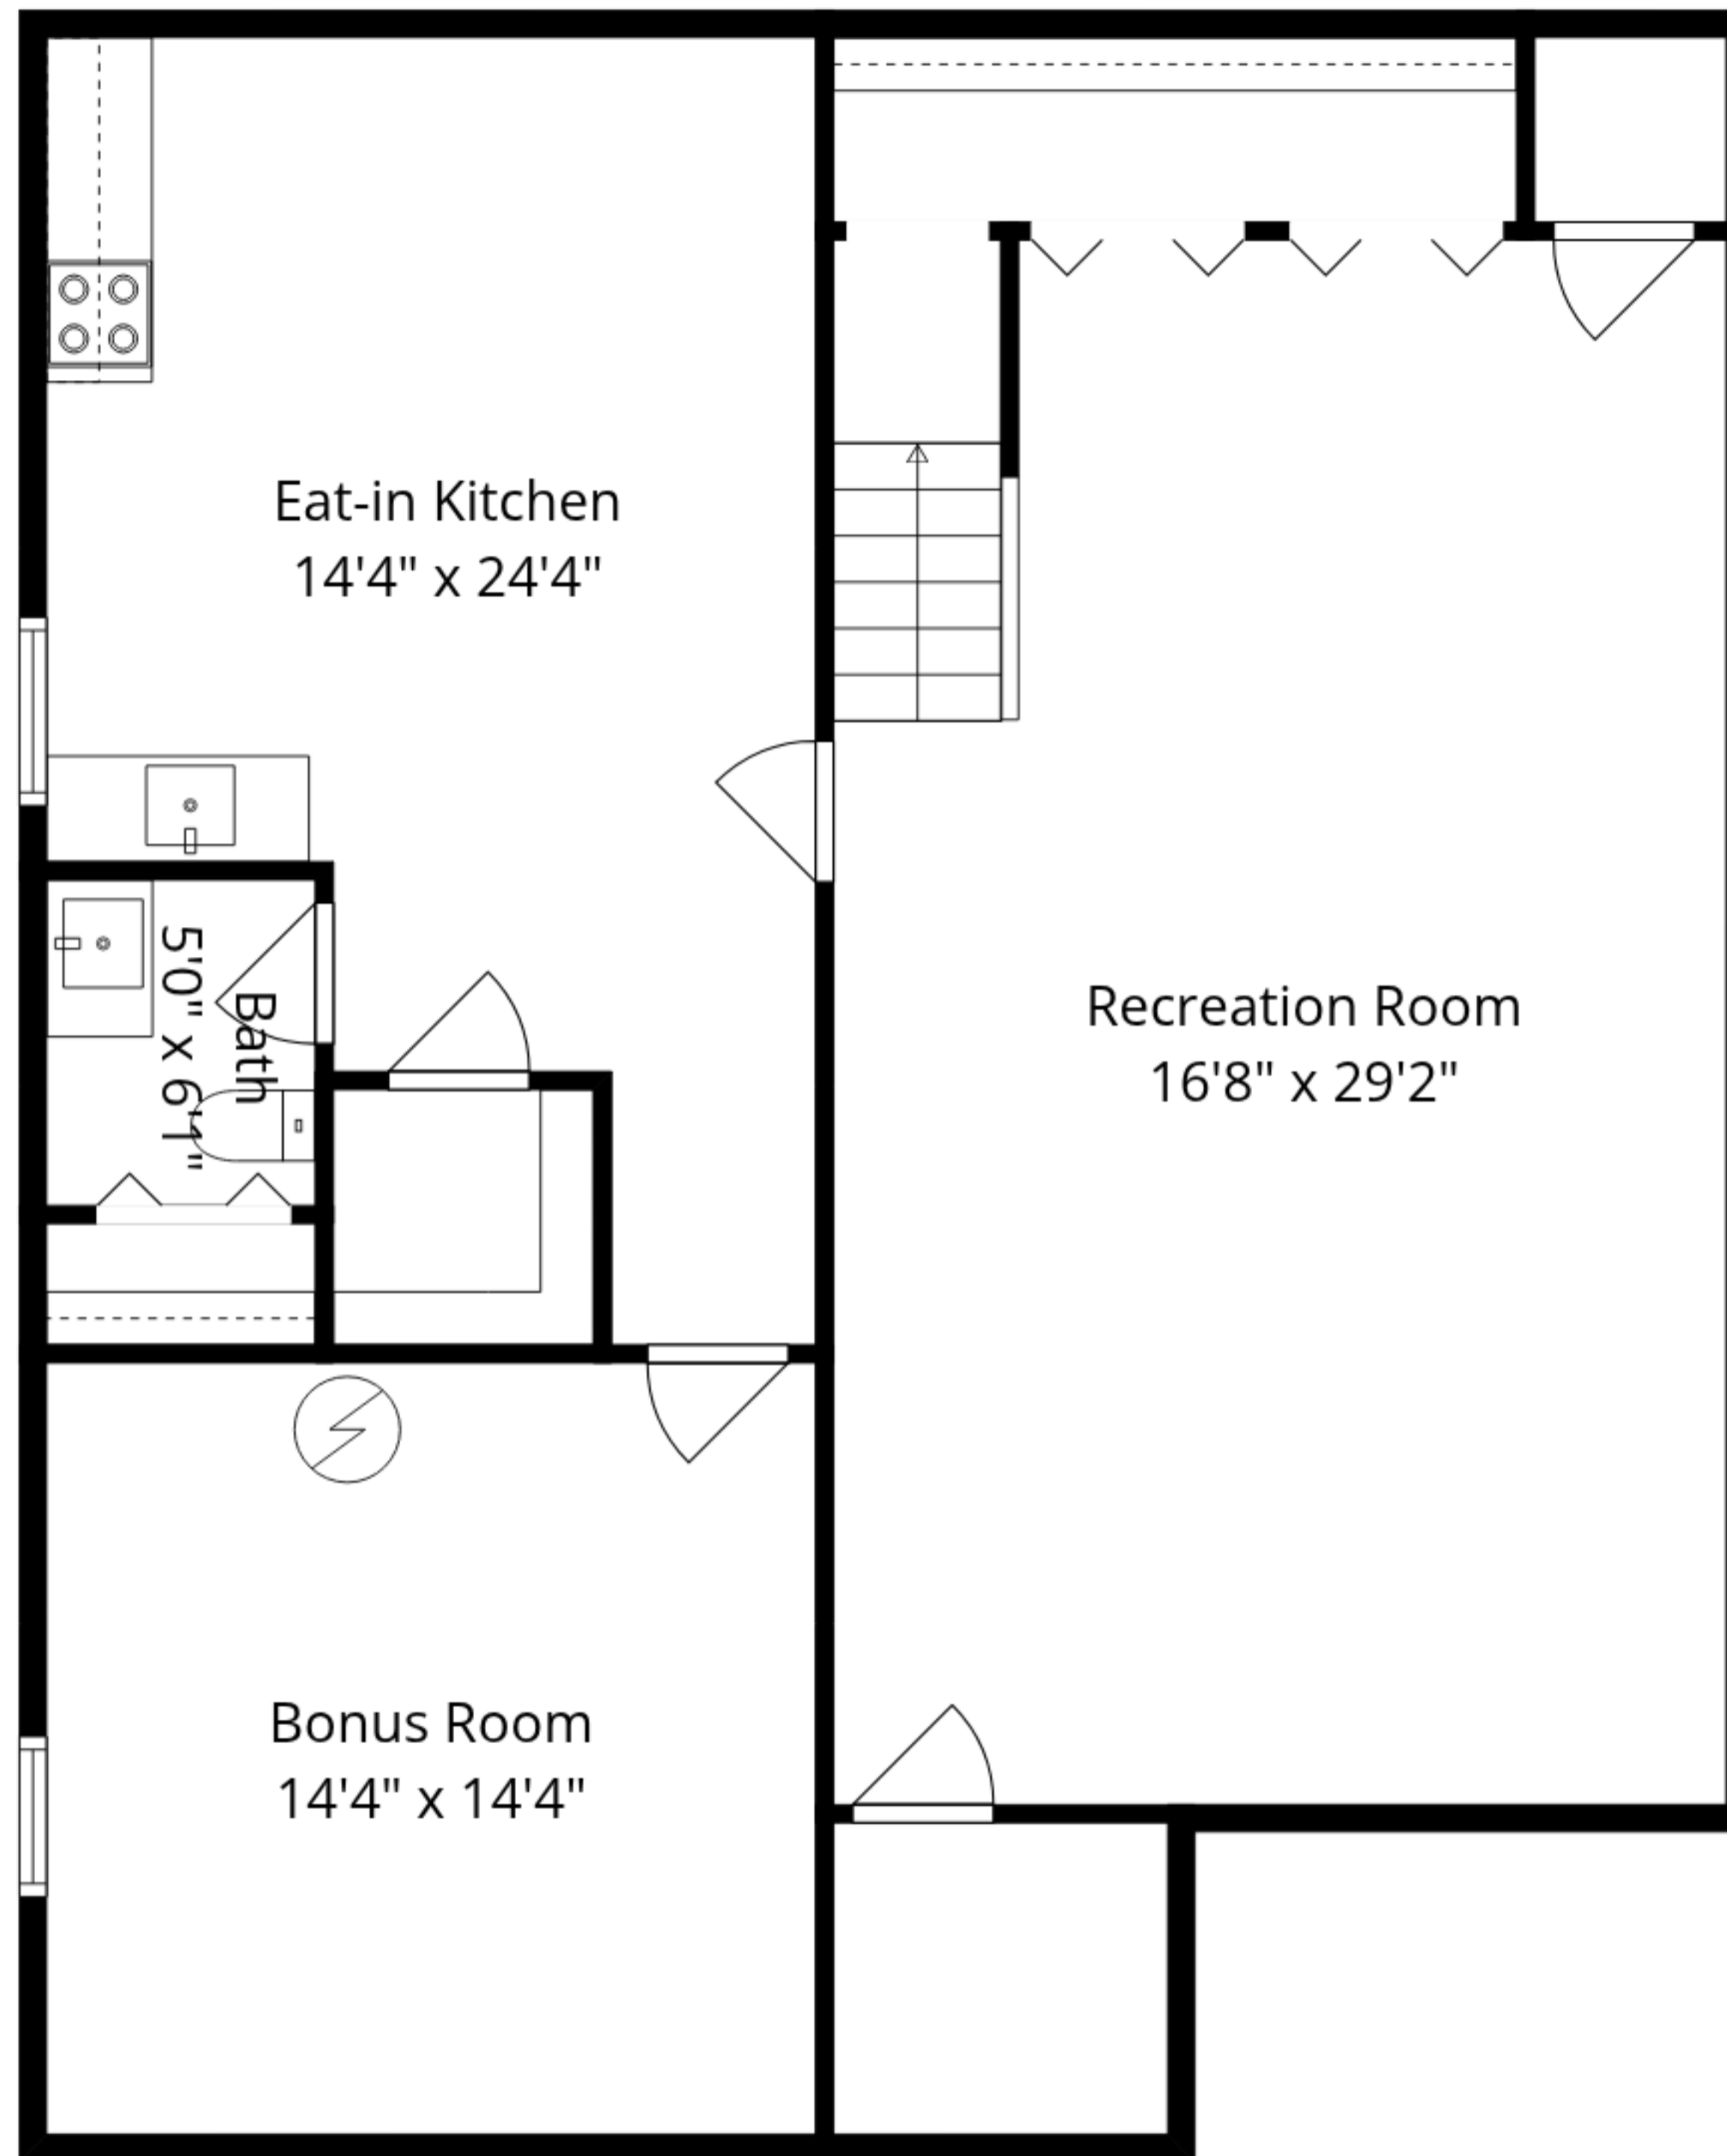 Eat-in Kitchen
14'4" x 24'4"
Bath
5'0" x 6'1"
Recreation Room
16'8" x 29'2"
Bonus Room
14'4" x 14'4"